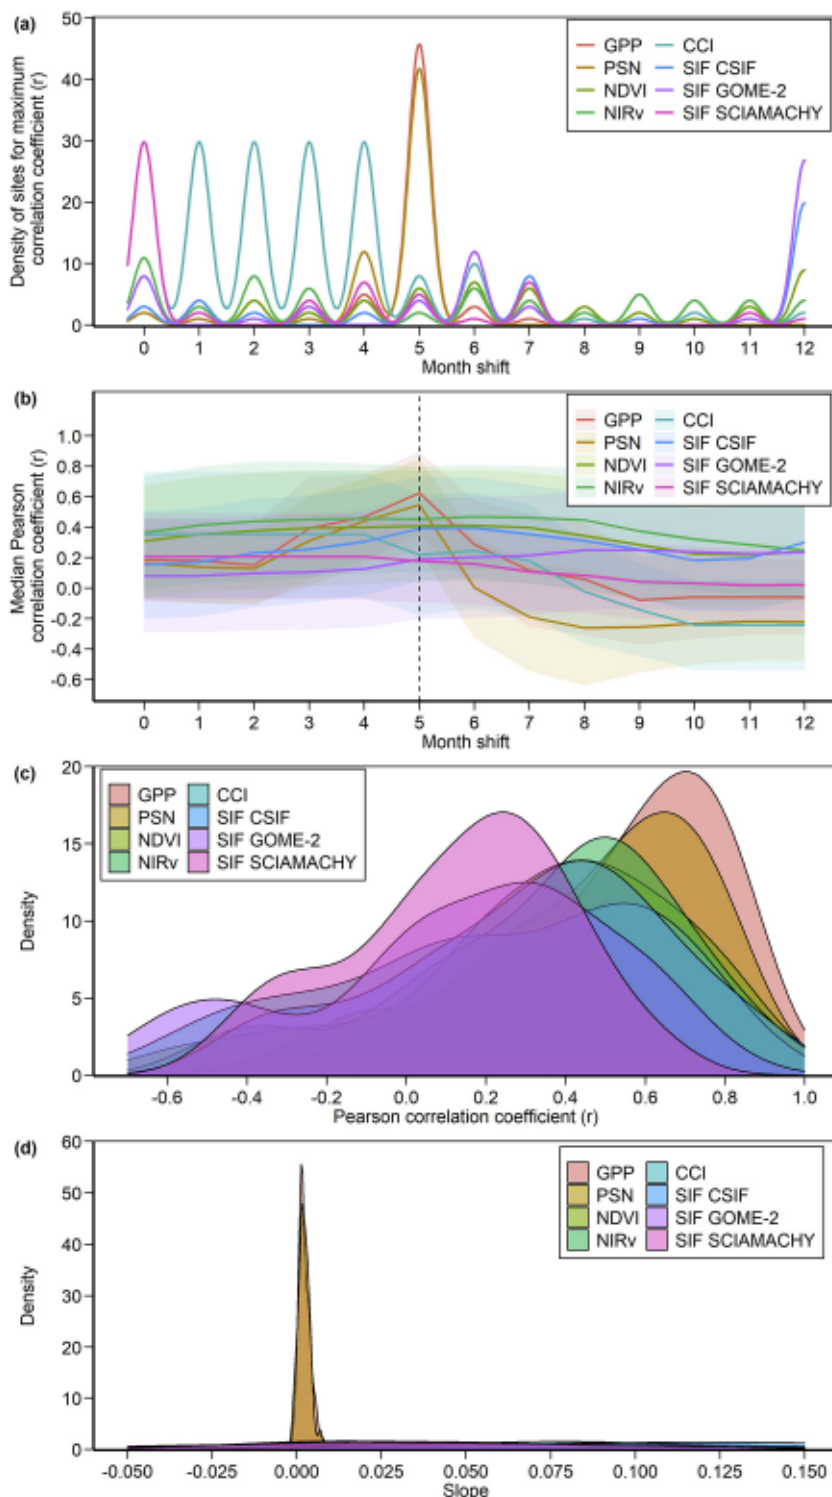 (a)
50
40
30
20
10
0
Density of sites for maximum
correlation coefficient (r)
GPP CCI
PSN SIF CSIF
NDVI SIF GOME-2
NIRv SIF SCIAMACHY
0 1 2 3 4 5 6 7 8 9 10 11 12
Month shift
(b)
1.0
0.8
0.6
0.4
0.2
0.0
-0.2
-0.4
-0.6
Median Pearson
correlation coefficient (r)
GPP CCI
PSN SIF CSIF
NDVI SIF GOME-2
NIRv SIF SCIAMACHY
0 1 2 3 4 5 6 7 8 9 10 11 12
Month shift
(c)
20
15
10
5
0
Density
GPP CCI
PSN SIF CSIF
NDVI SIF GOME-2
NIRv SIF SCIAMACHY
-0.6 -0.4 -0.2 0.0 0.2 0.4 0.6 0.8 1.0
Pearson correlation coefficient (r)
(d)
60
50
40
30
20
10
0
Density
GPP CCI
PSN SIF CSIF
NDVI SIF GOME-2
NIRv SIF SCIAMACHY
-0.050 -0.025 0.000 0.025 0.050 0.075 0.100 0.125 0.150
Slope